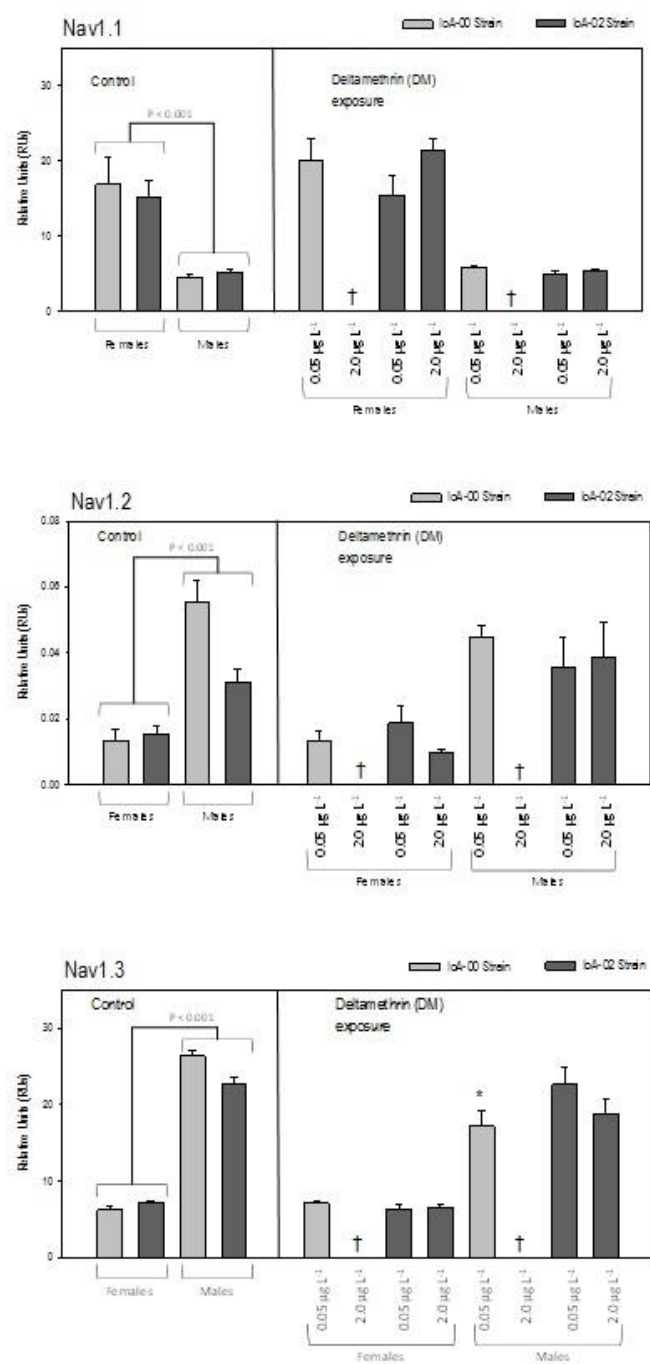 Nav1.1
IoA-00 Strain IoA-02 Strain
Control
Deltamethrin (DM)
exposure
P < 0.001
Relative Units (RUs)
30
20
10
0
† †
0.05 µg L⁻¹ 2.0 µg L⁻¹ 0.05 µg L⁻¹ 2.0 µg L⁻¹ 0.05 µg L⁻¹ 2.0 µg L⁻¹ 0.05 µg L⁻¹ 2.0 µg L⁻¹
Females Males
Females Males
Nav1.2
IoA-00 Strain IoA-02 Strain
Control
Deltamethrin (DM)
exposure
P < 0.001
Relative Units (RUs)
0.08
0.06
0.04
0.02
0.00
† †
0.05 µg L⁻¹ 20 µg L⁻¹ 0.05 µg L⁻¹ 20 µg L⁻¹ 0.05 µg L⁻¹ 20 µg L⁻¹ 0.05 µg L⁻¹ 20 µg L⁻¹
Females Males
Females Males
Nav1.3
IoA-00 Strain IoA-02 Strain
Control
Deltamethrin (DM)
exposure
P < 0.001
Relative Units (RUs)
30
20
10
0
*
† †
0.05 µg L⁻¹ 2.0 µg L⁻¹ 0.05 µg L⁻¹ 2.0 µg L⁻¹ 0.05 µg L⁻¹ 2.0 µg L⁻¹ 0.05 µg L⁻¹ 2.0 µg L⁻¹
Females Males
Females Males